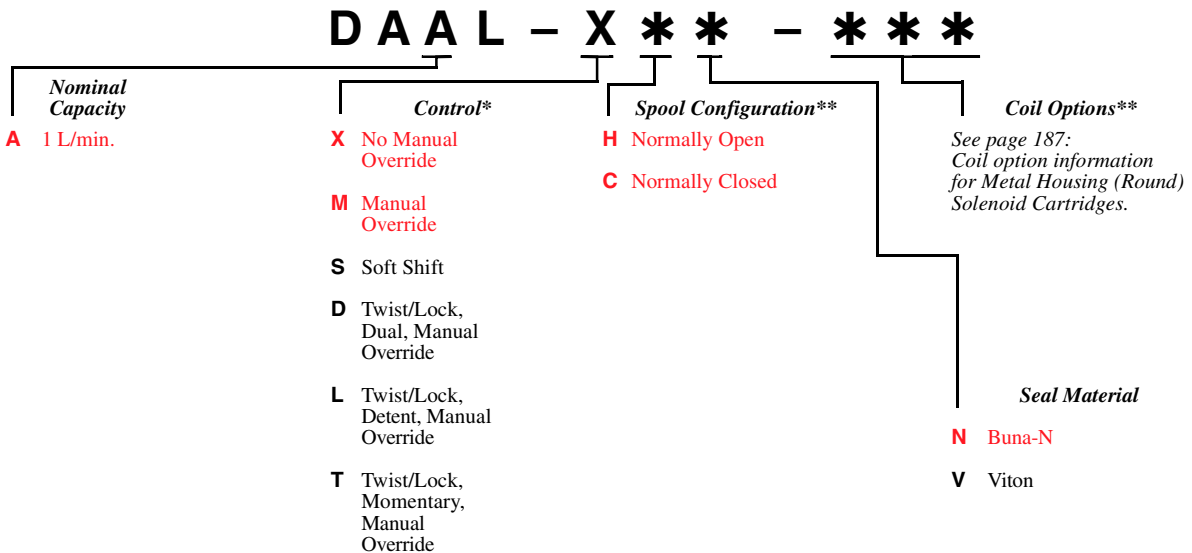 DAAL – X✱✱ – ✱✱✱
Nominal
Capacity
A 1 L/min.
Control*
X No Manual
Override
M Manual
Override
S Soft Shift
D Twist/Lock,
Dual, Manual
Override
L Twist/Lock,
Detent, Manual
Override
T Twist/Lock,
Momentary,
Manual
Override
Spool Configuration**
H Normally Open
C Normally Closed
Coil Options**
See page 187:
Coil option information
for Metal Housing (Round)
Solenoid Cartridges.
Seal Material
N Buna-N
V Viton